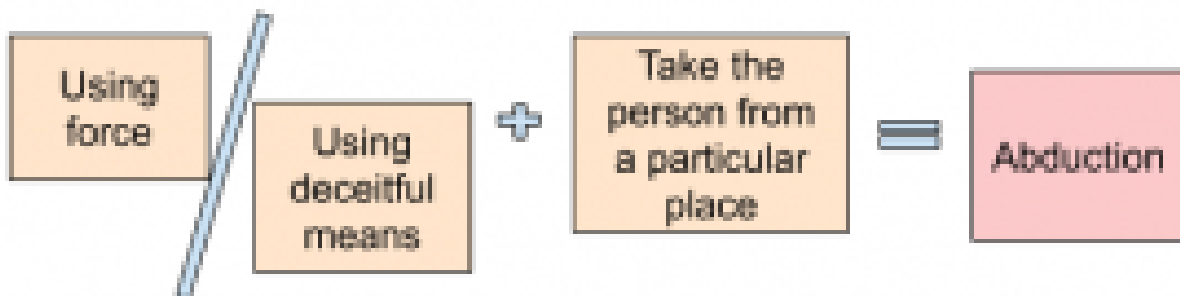 Using
force
Using
deceitful
means
Take the
person from
a particular
place
Abduction